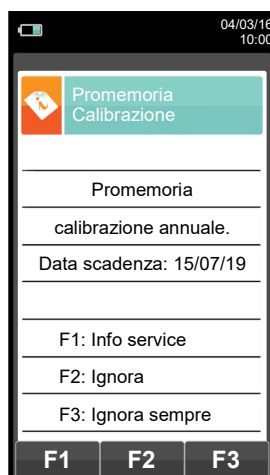 04/03/16
10:00
Promemoria
Calibrazione
Promemoria
calibrazione annuale.
Data scadenza: 15/07/19
F1: Info service
F2: Ignora
F3: Ignora sempre
F1 F2 F3